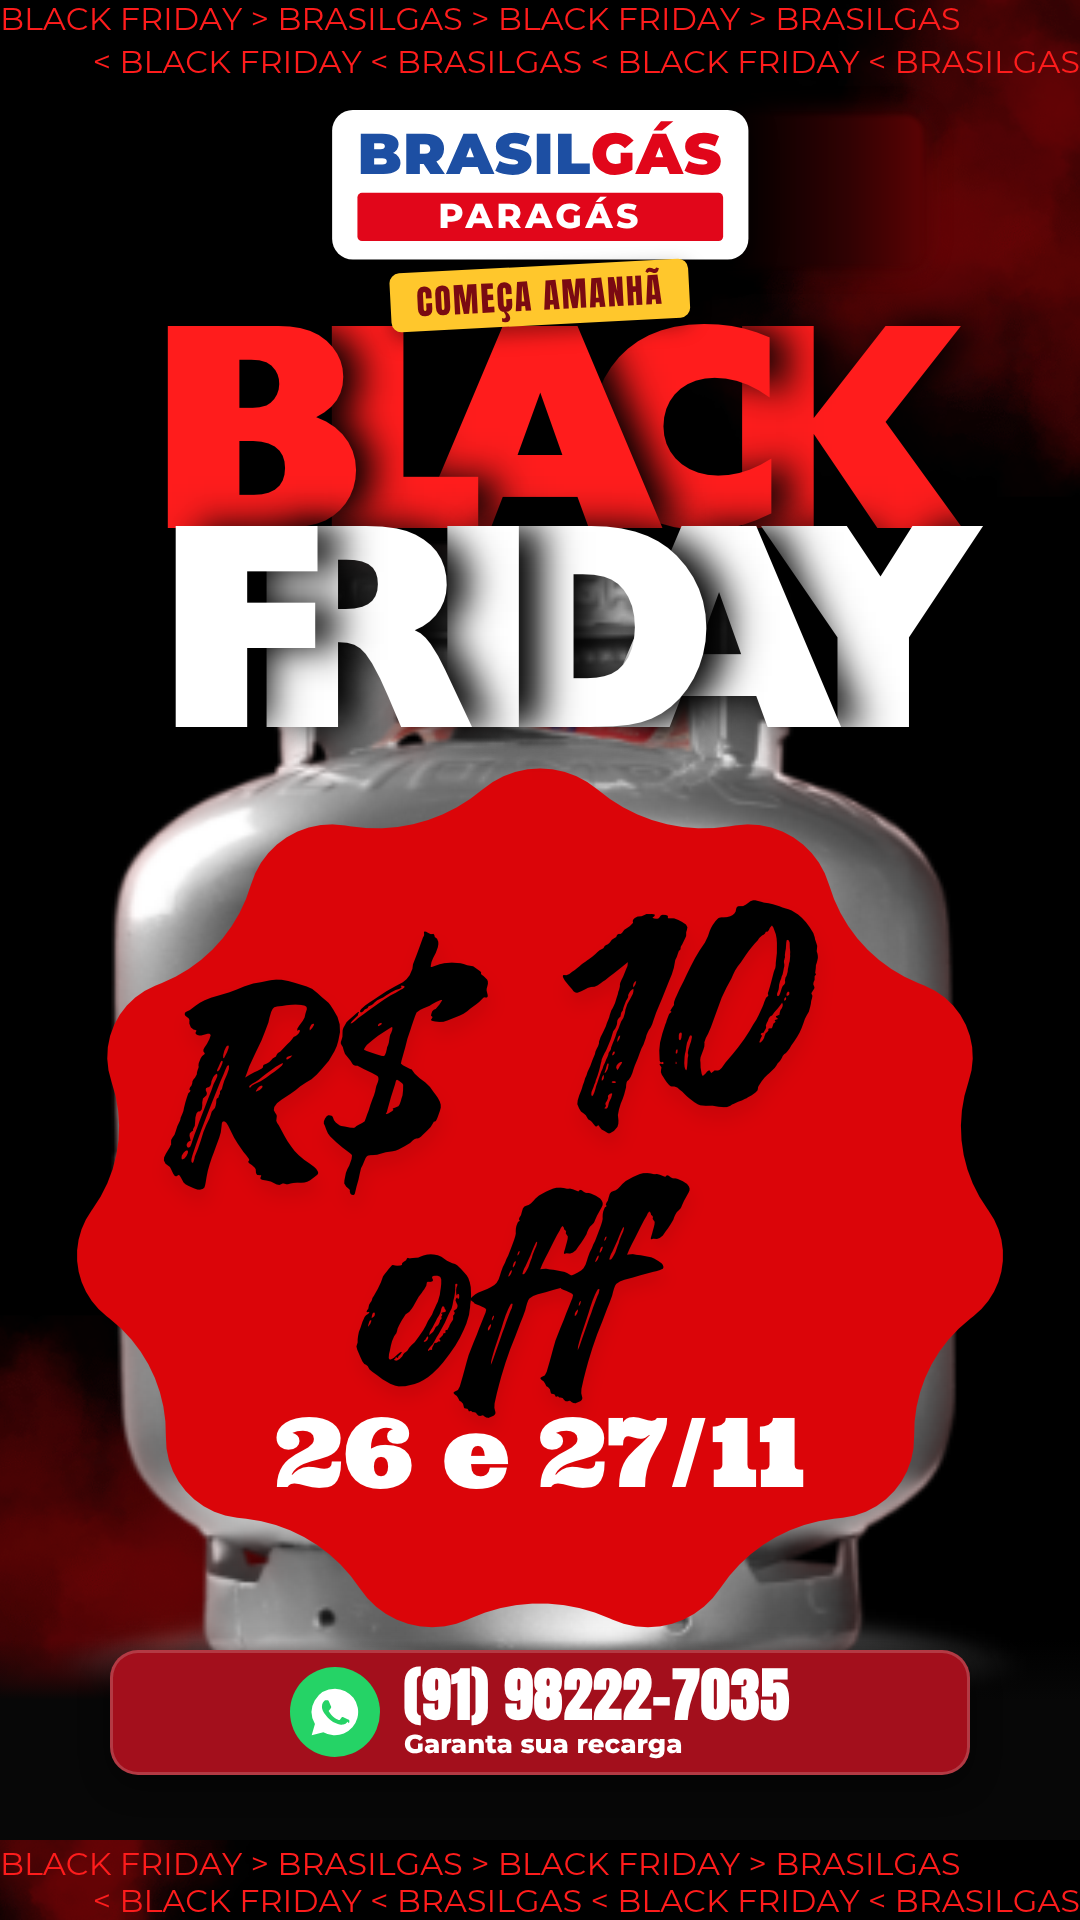 BLACK FRIDAY > BRASILGAS > BLACK FRIDAY > BRASILGAS
< BLACK FRIDAY < BRASILGAS < BLACK FRIDAY < BRASILGAS
BRASILGÁS
PARAGÁS
COMEÇA AMANHÃ
BLACK
FRIDAY
R$ 10
off
26 e 27/11
(91) 98222-7035
Garanta sua recarga
BLACK FRIDAY > BRASILGAS > BLACK FRIDAY > BRASILGAS
< BLACK FRIDAY < BRASILGAS < BLACK FRIDAY < BRASILGAS